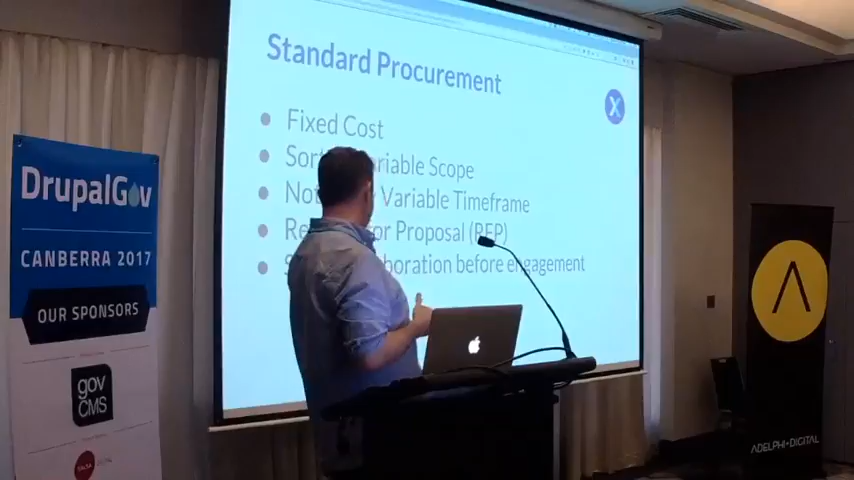 Standard Procurement
X
Fixed Cost
Variable Scope
Variable Timeframe
for Proposal (RFP)
before engagement
DrupalGov
CANBERRA 2017
OUR SPONSORS
gov
CMS
ADELPHI DIGITAL